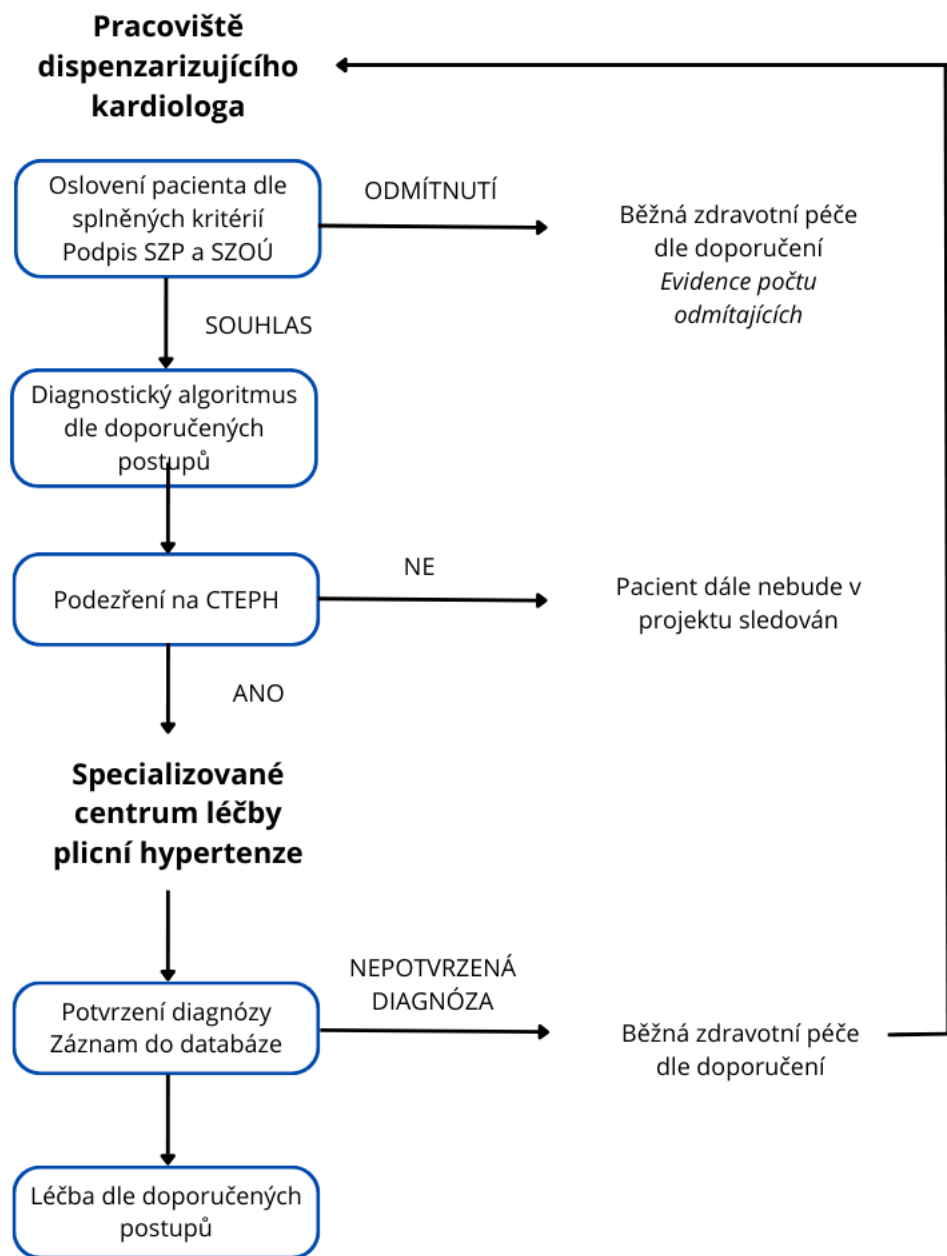 Pracoviště
dispenzarizujícího
kardiologa
Oslovení pacienta dle
splněných kritérií
Podpis SZP a SZOÚ
ODMÍTNUTÍ
Běžná zdravotní péče
dle doporučení
Evidence počtu
odmítajících
SOUHLAS
Diagnostický algoritmus
dle doporučených
postupů
Podezření na CTEPH
NE
Pacient dále nebude v
projektu sledován
ANO
Specializované
centrum léčby
plicní hypertenze
Potvrzení diagnózy
Záznam do databáze
NEPOTVRZENÁ
DIAGNÓZA
Běžná zdravotní péče
dle doporučení
Léčba dle doporučených
postupů